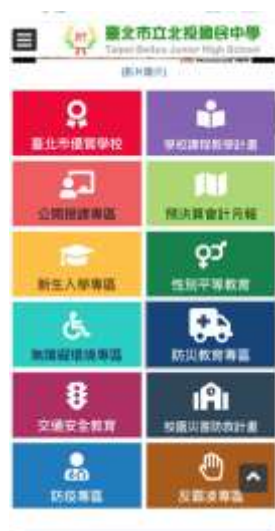 臺北市立北投國民中學
Taipei Beitou Junior High School
臺北市優質學校
學校課程教學計畫
公開授課專區
預決算會計月報
新生入學專區
性別平等教育
無障礙環境專區
防災教育專區
交通安全教育
校園災害防救計畫
防疫專區
反霸凌專區